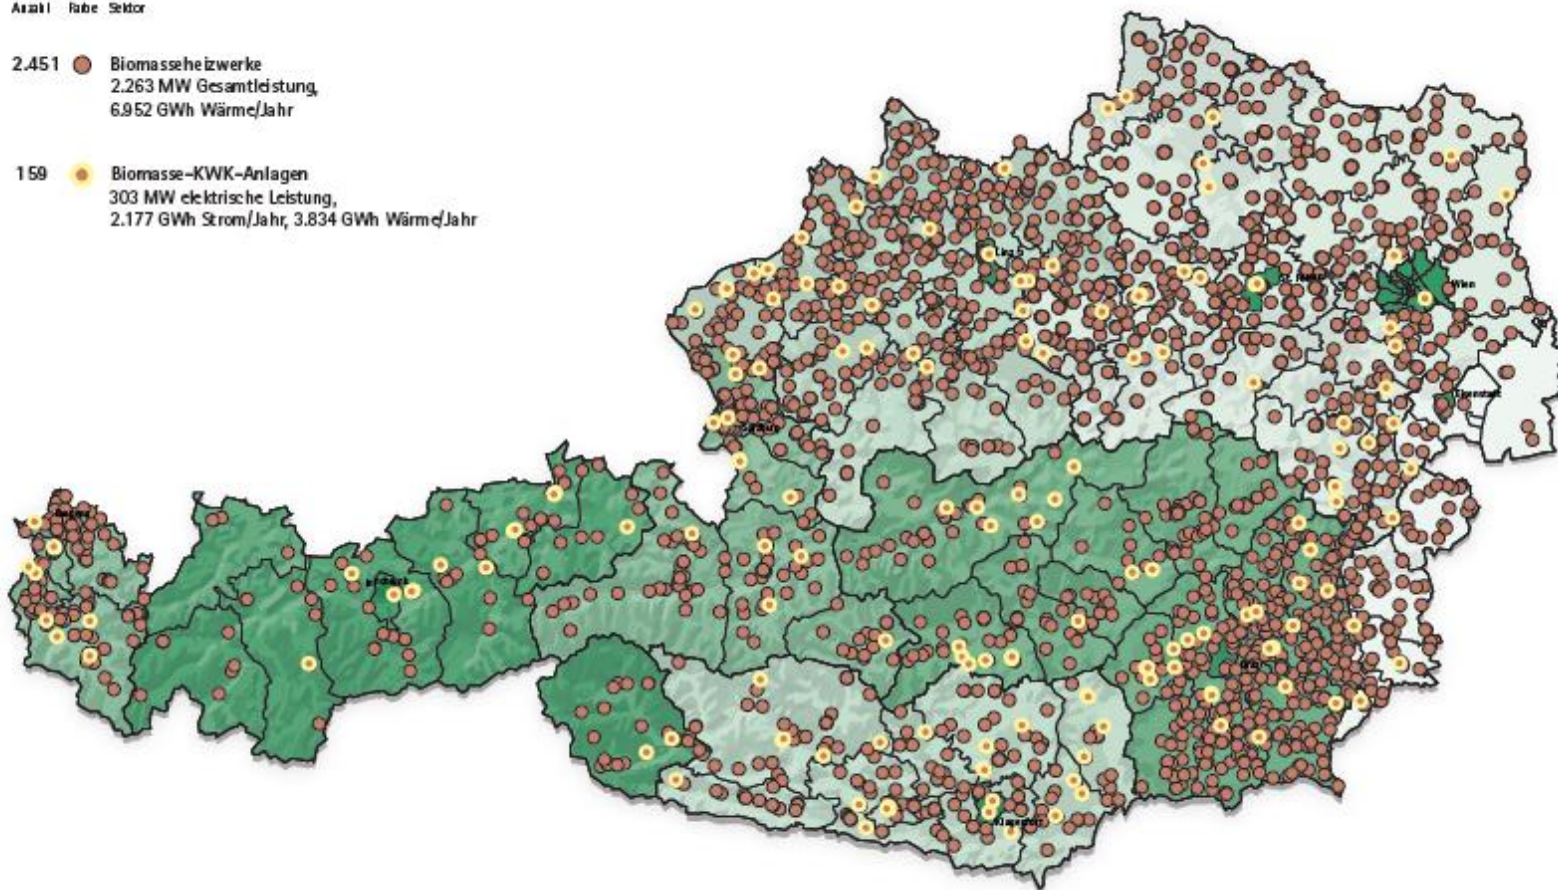 Anzahl Farbe Sektor
2.451 Biomasseheizwerke
2.263 MW Gesamtleistung,
6.952 GWh Wärme/Jahr
159 Biomasse-KWK-Anlagen
303 MW elektrische Leistung,
2.177 GWh Strom/Jahr, 3.834 GWh Wärme/Jahr
Linz
Wien
Eisenstadt
Salzburg
Innsbruck
Graz
Klagenfurt